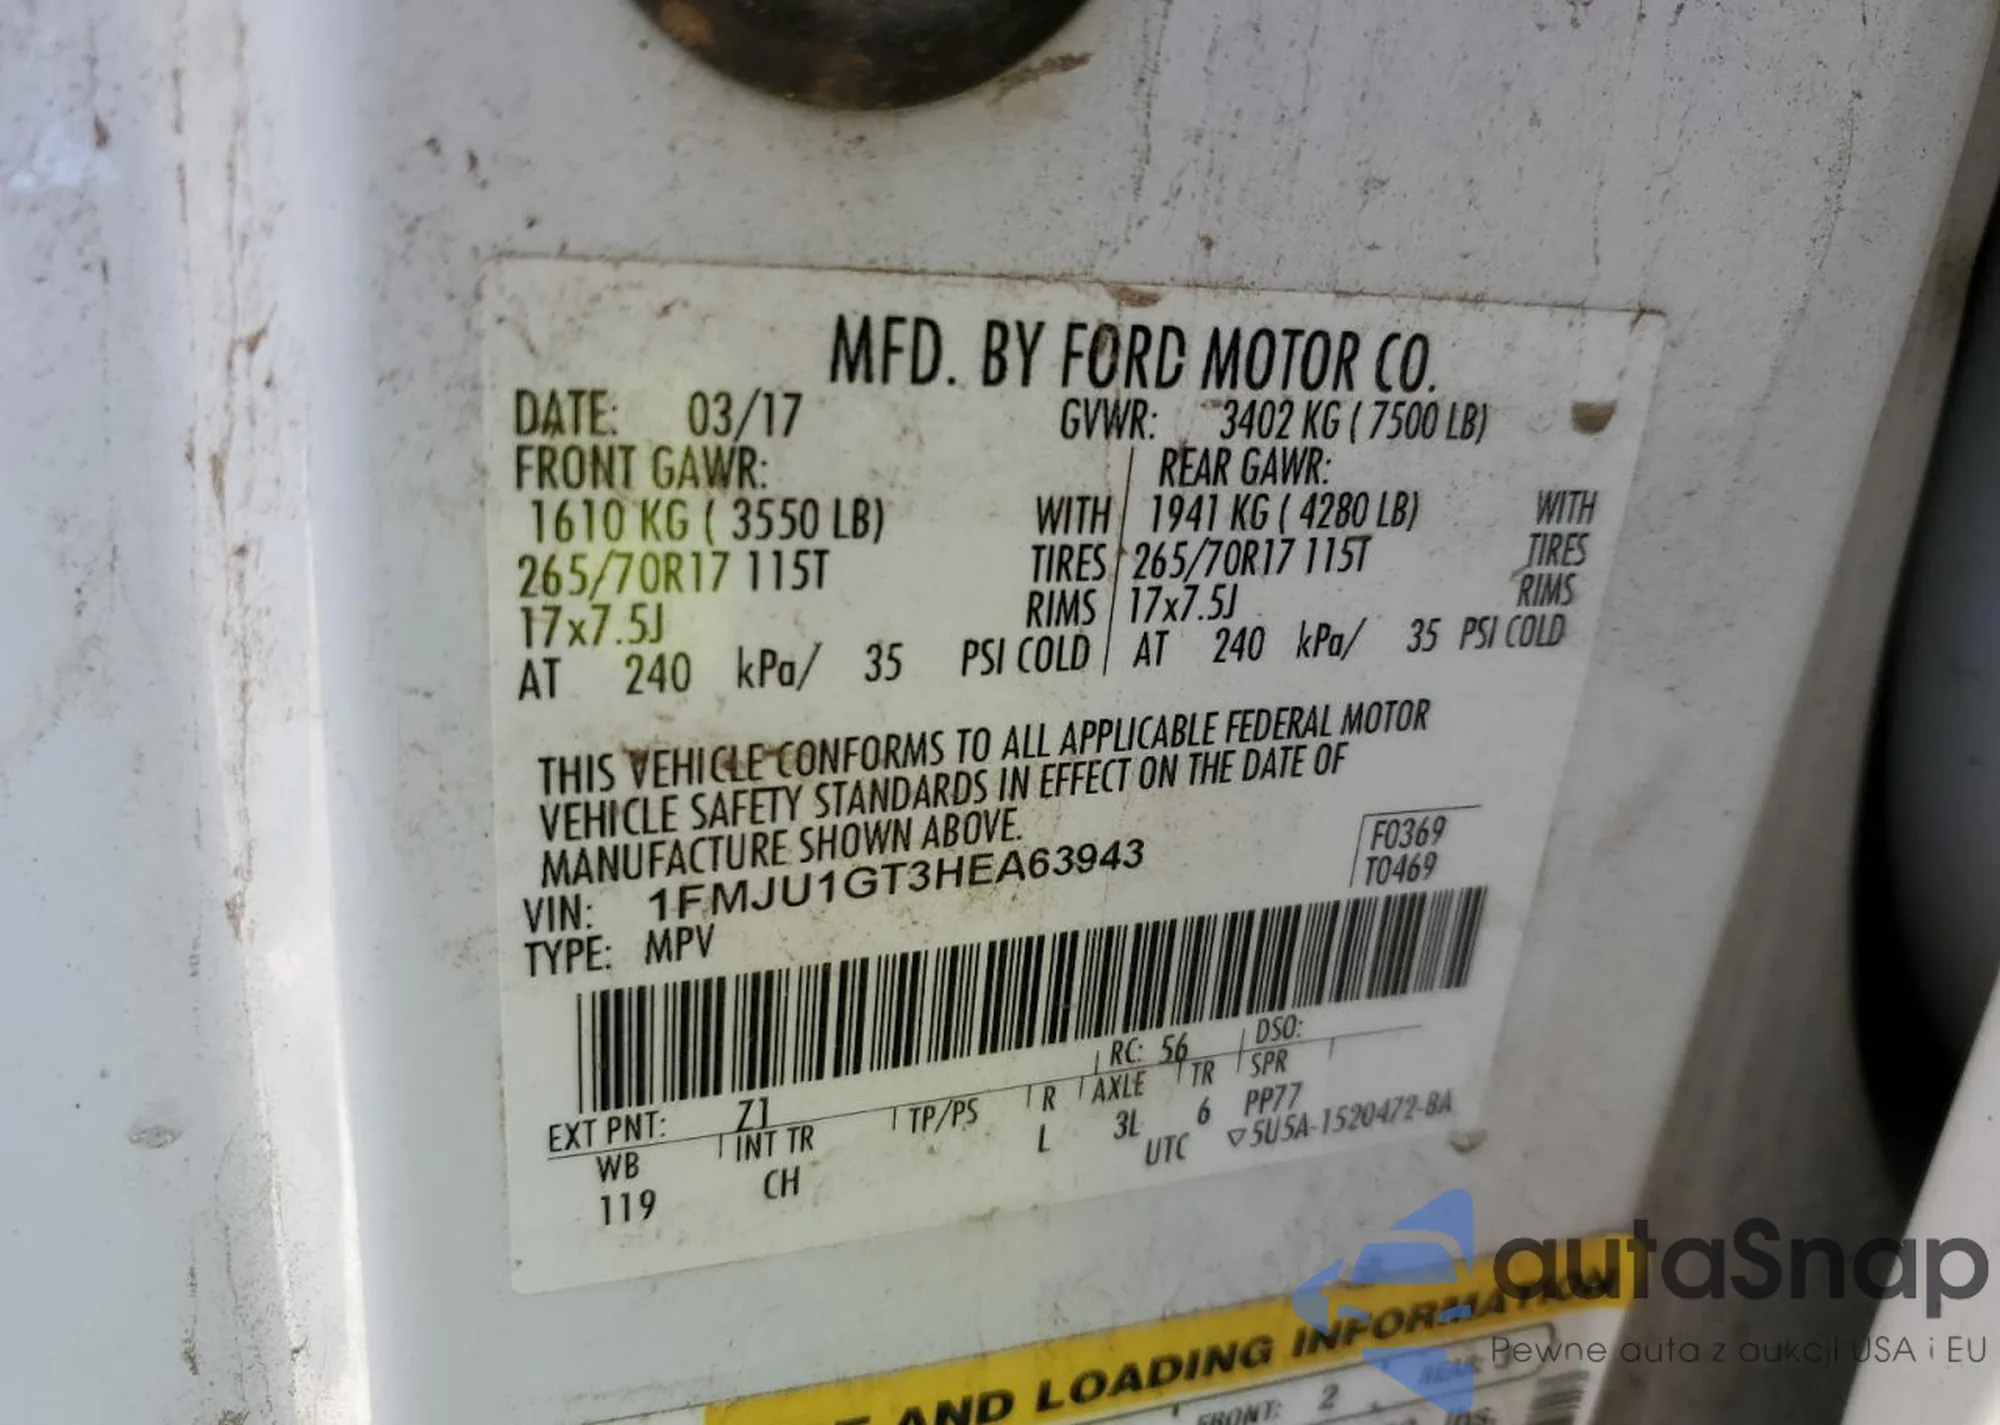 MFD. BY FORD MOTOR CO.
DATE: 03/17 GVWR: 3402 KG ( 7500 LB)
FRONT GAWR: REAR GAWR:
1610 KG ( 3550 LB) WITH 1941 KG ( 4280 LB) WITH
265/70R17 115T TIRES 265/70R17 115T TIRES
17x7.5J RIMS 17x7.5J RIMS
AT 240 kPa/ 35 PSI COLD AT 240 kPa/ 35 PSI COLD
THIS VEHICLE CONFORMS TO ALL APPLICABLE FEDERAL MOTOR
VEHICLE SAFETY STANDARDS IN EFFECT ON THE DATE OF
MANUFACTURE SHOWN ABOVE.
F0369
T0469
VIN: 1FMJU1GT3HEA63943
TYPE: MPV
EXT PNT: Z1 RC: 56 DSO:
WB INT TR TP/PS R AXLE TR SPR
119 CH L 3L 6 PP77
UTC ▽5U5A-1520472-BA
AND LOADING INFORMATION
FRONT: 2 REAR
autaSnap
Pewne auta z aukcji USA i EU